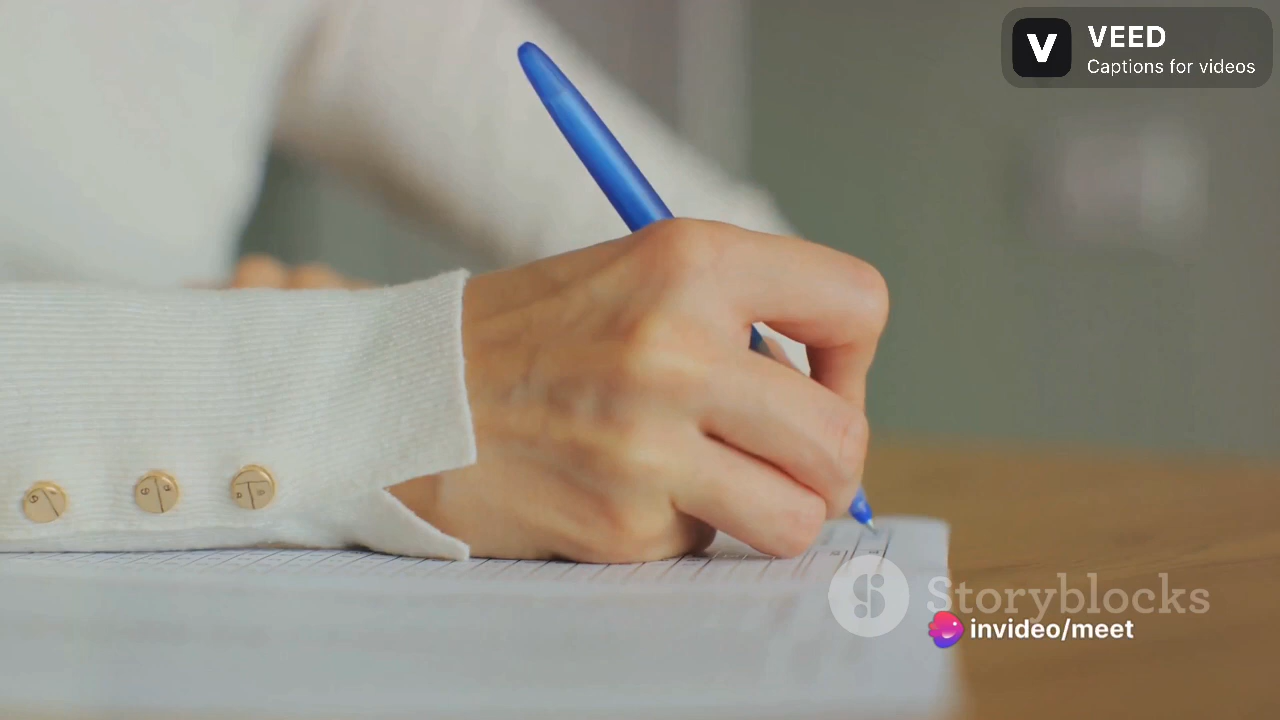 V
VEED
Captions for videos
Storyblocks
invideo/meet